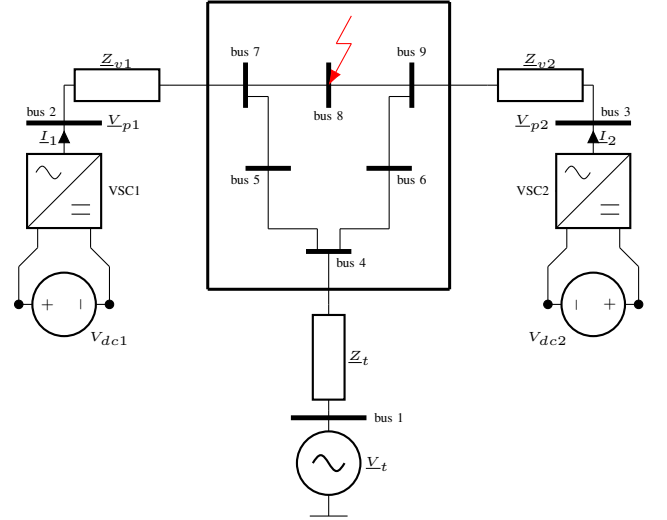 Z_v1
bus 7
bus 9
Z_v2
bus 8
bus 2
V_p1
V_p2
bus 3
I_1
I_2
VSC1
VSC2
bus 5
bus 6
bus 4
+ −
− +
V_dc1
V_dc2
Z_t
bus 1
V_t